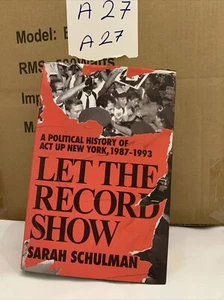 A 27
A 27
Model:
RMS
A POLITICAL HISTORY OF
ACT UP NEW YORK, 1987-1993
LET THE
RECORD
SHOW
SARAH SCHULMAN